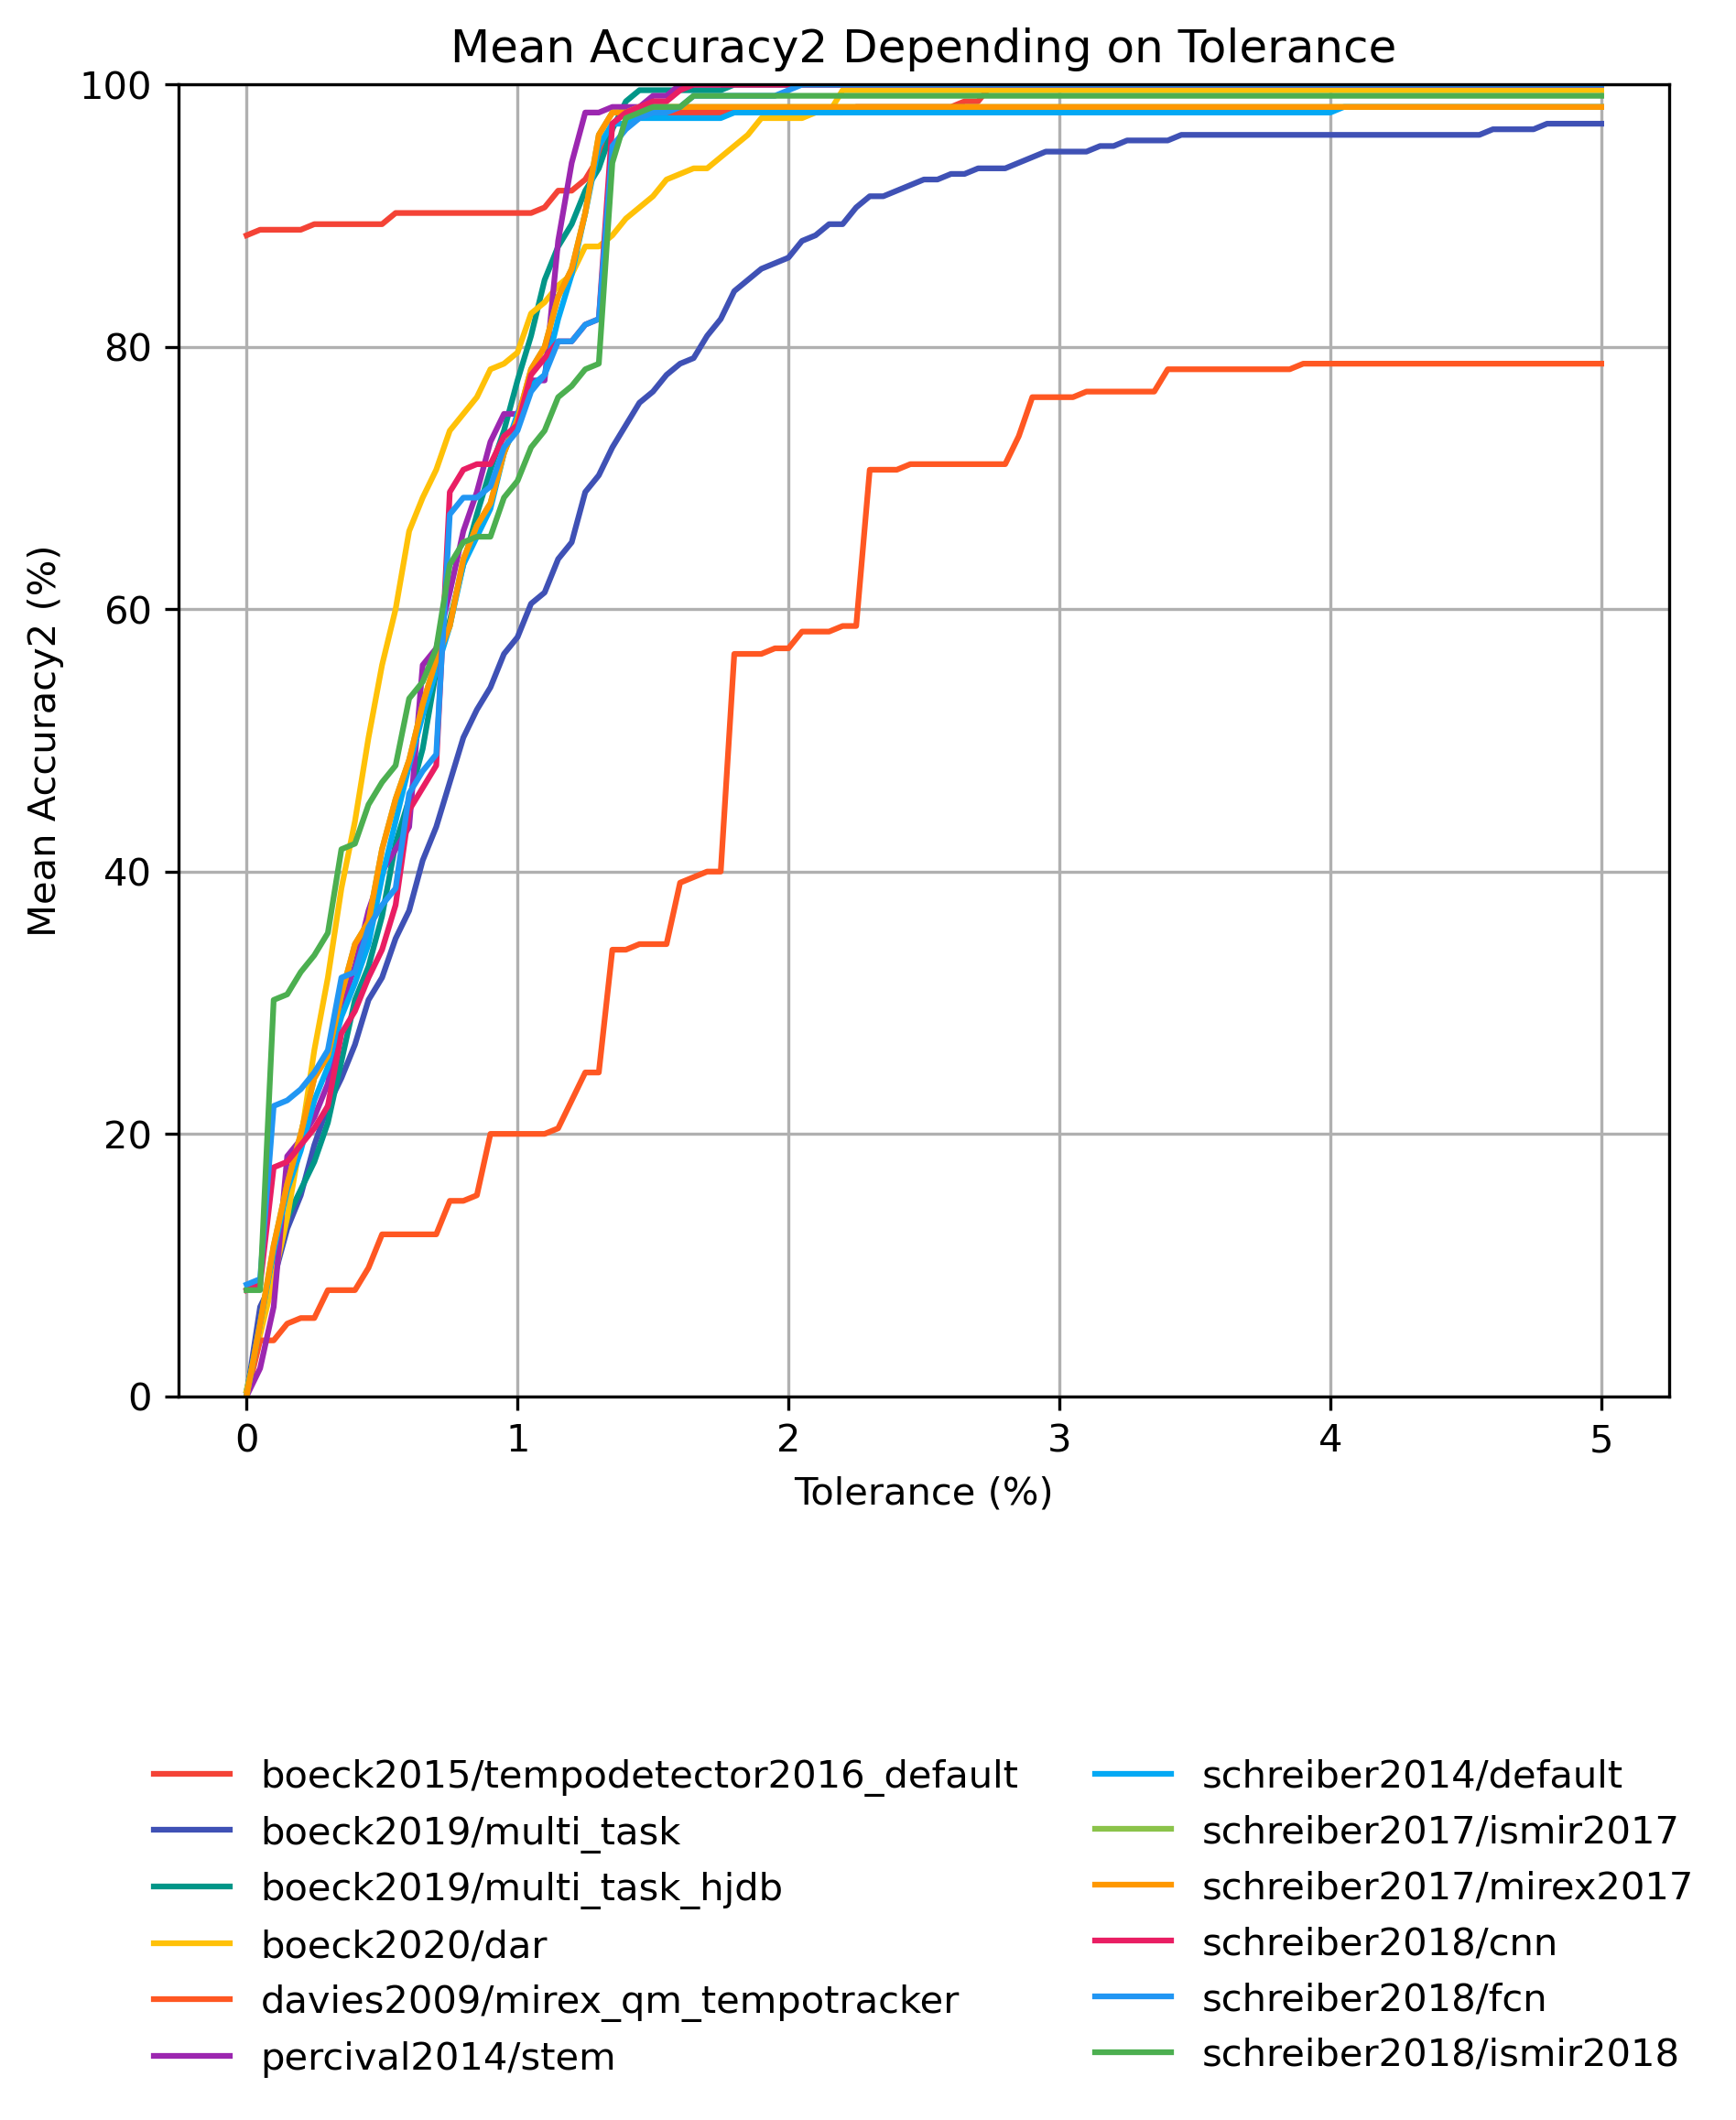 Mean Accuracy2 Depending on Tolerance
100
80
60
40
20
0
Mean Accuracy2 (%)
0 1 2 3 4 5
Tolerance (%)
boeck2015/tempodetector2016_default
boeck2019/multi_task
boeck2019/multi_task_hjdb
boeck2020/dar
davies2009/mirex_qm_tempotracker
percival2014/stem
schreiber2014/default
schreiber2017/ismir2017
schreiber2017/mirex2017
schreiber2018/cnn
schreiber2018/fcn
schreiber2018/ismir2018